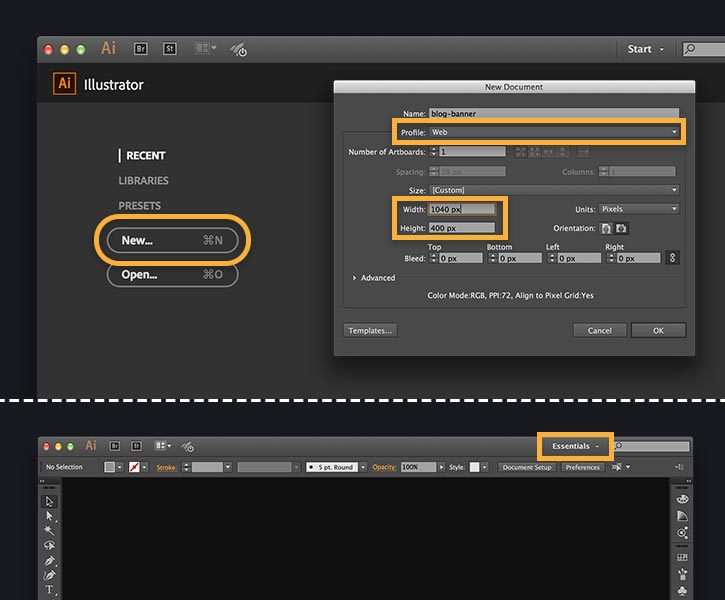 Ai Br St Start
Ai Illustrator
New Document
Name: blog-banner
Profile: Web
Number of Artboards: 1
Spacing: 20 px Columns: 1
Size: [Custom]
Width: 1040 px Units: Pixels
Height: 400 px Orientation:
Top Bottom Left Right
Bleed: 0 px 0 px 0 px 0 px
Advanced
Color Mode:RGB, PPI:72, Align to Pixel Grid:Yes
Templates... Cancel OK
RECENT
LIBRARIES
PRESETS
New... ⌘N
Open... ⌘O
Ai Br St Essentials
No Selection Stroke: 5 pt. Round Opacity: 100% Style: Document Setup Preferences
T